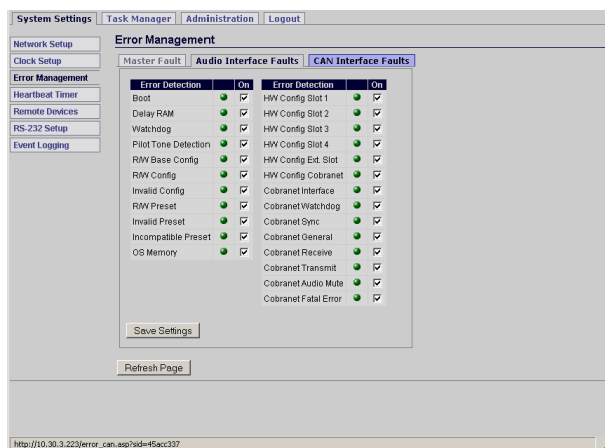 System Settings Task Manager Administration Logout
Error Management
Network Setup
Clock Setup
Error Management
Heartbeat Timer
Remote Devices
RS-232 Setup
Event Logging
Master Fault Audio Interface Faults CAN Interface Faults
Error Detection On Error Detection On
Boot HW Config Slot 1
Delay RAM HW Config Slot 2
Watchdog HW Config Slot 3
Pilot Tone Detection HW Config Slot 4
R/W Base Config HW Config Ext. Slot
R/W Config HW Config Cobranet
Invalid Config Cobranet Interface
R/W Preset Cobranet Watchdog
Invalid Preset Cobranet Sync
Incompatible Preset Cobranet General
OS Memory Cobranet Receive
Cobranet Transmit
Cobranet Audio Mute
Cobranet Fatal Error
Save Settings
Refresh Page
http://10.30.3.223/error_can.asp?sid=45acc337